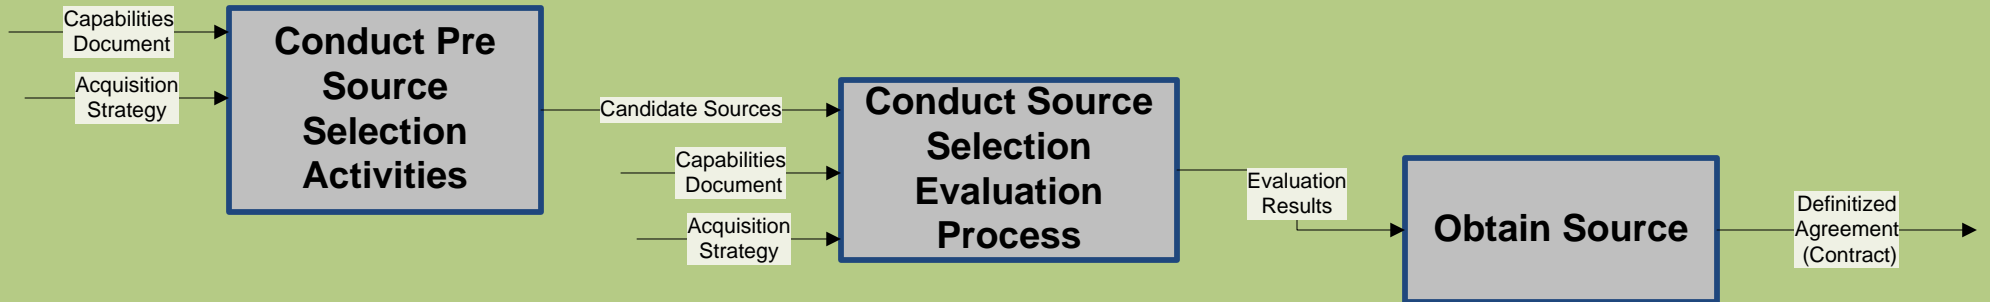 Capabilities
Document
Acquisition
Strategy
Conduct Pre
Source
Selection
Activities
Candidate Sources
Capabilities
Document
Acquisition
Strategy
Conduct Source
Selection
Evaluation
Process
Evaluation
Results
Obtain Source
Definitized
Agreement
(Contract)